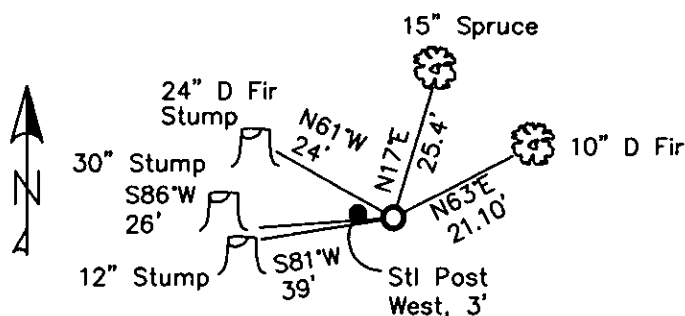 15" Spruce
24" D Fir
Stump
N61°W
24'
N17°E
25.4'
10" D Fir
N63°E
21.10'
30" Stump
S86°W
26'
12" Stump
S81°W
39'
Stl Post
West, 3'
N